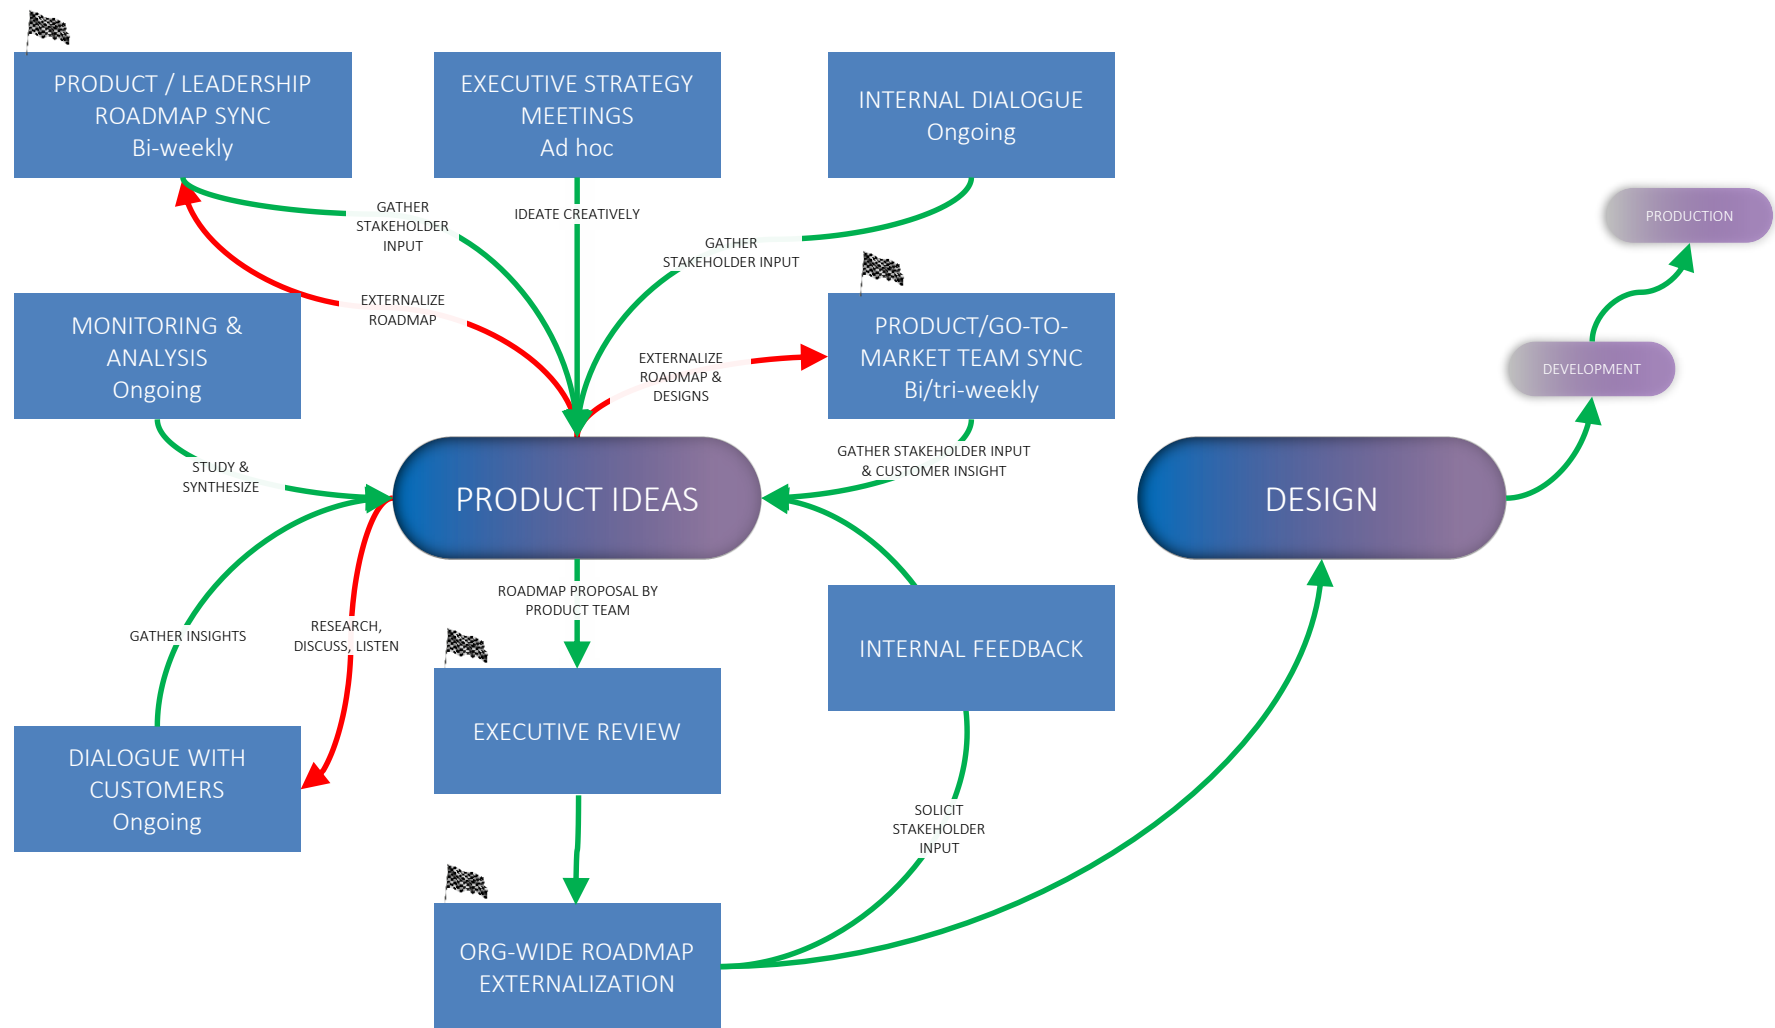 PRODUCT / LEADERSHIP
ROADMAP SYNC
Bi-weekly
EXECUTIVE STRATEGY
MEETINGS
Ad hoc
INTERNAL DIALOGUE
Ongoing
GATHER
STAKEHOLDER
INPUT
IDEATE CREATIVELY
GATHER
STAKEHOLDER INPUT
PRODUCTION
EXTERNALIZE
ROADMAP
MONITORING &
ANALYSIS
Ongoing
EXTERNALIZE
ROADMAP &
DESIGNS
PRODUCT/GO-TO-
MARKET TEAM SYNC
Bi/tri-weekly
DEVELOPMENT
STUDY &
SYNTHESIZE
GATHER STAKEHOLDER INPUT
& CUSTOMER INSIGHT
PRODUCT IDEAS
DESIGN
ROADMAP PROPOSAL BY
PRODUCT TEAM
GATHER INSIGHTS
RESEARCH,
DISCUSS, LISTEN
INTERNAL FEEDBACK
EXECUTIVE REVIEW
DIALOGUE WITH
CUSTOMERS
Ongoing
SOLICIT
STAKEHOLDER
INPUT
ORG-WIDE ROADMAP
EXTERNALIZATION